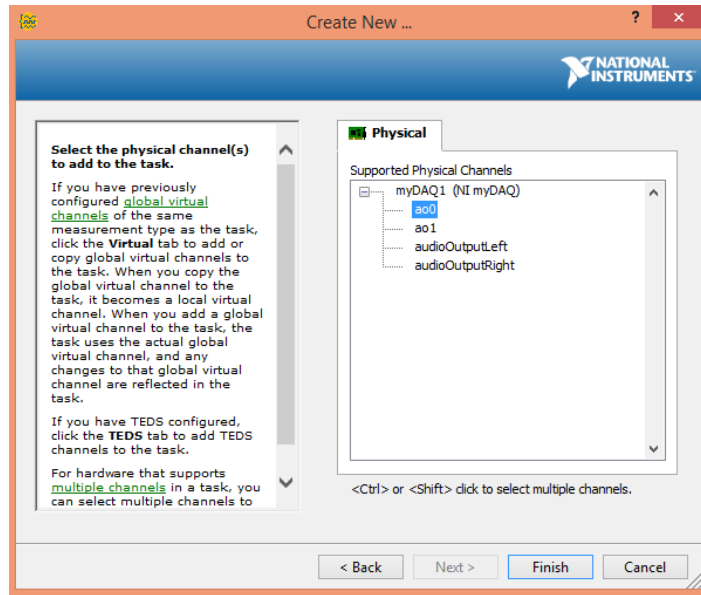 Create New ...
?
×
NATIONAL
INSTRUMENTS
Select the physical channel(s)
to add to the task.
If you have previously
configured global virtual
channels of the same
measurement type as the task,
click the Virtual tab to add or
copy global virtual channels to
the task. When you copy the
global virtual channel to the
task, it becomes a local virtual
channel. When you add a global
virtual channel to the task, the
task uses the actual global
virtual channel, and any
changes to that global virtual
channel are reflected in the
task.
If you have TEDS configured,
click the TEDS tab to add TEDS
channels to the task.
For hardware that supports
multiple channels in a task, you
can select multiple channels to
Physical
Supported Physical Channels
myDAQ1 (NI myDAQ)
ao0
ao1
audioOutputLeft
audioOutputRight
<Ctrl> or <Shift> click to select multiple channels.
< Back
Next >
Finish
Cancel